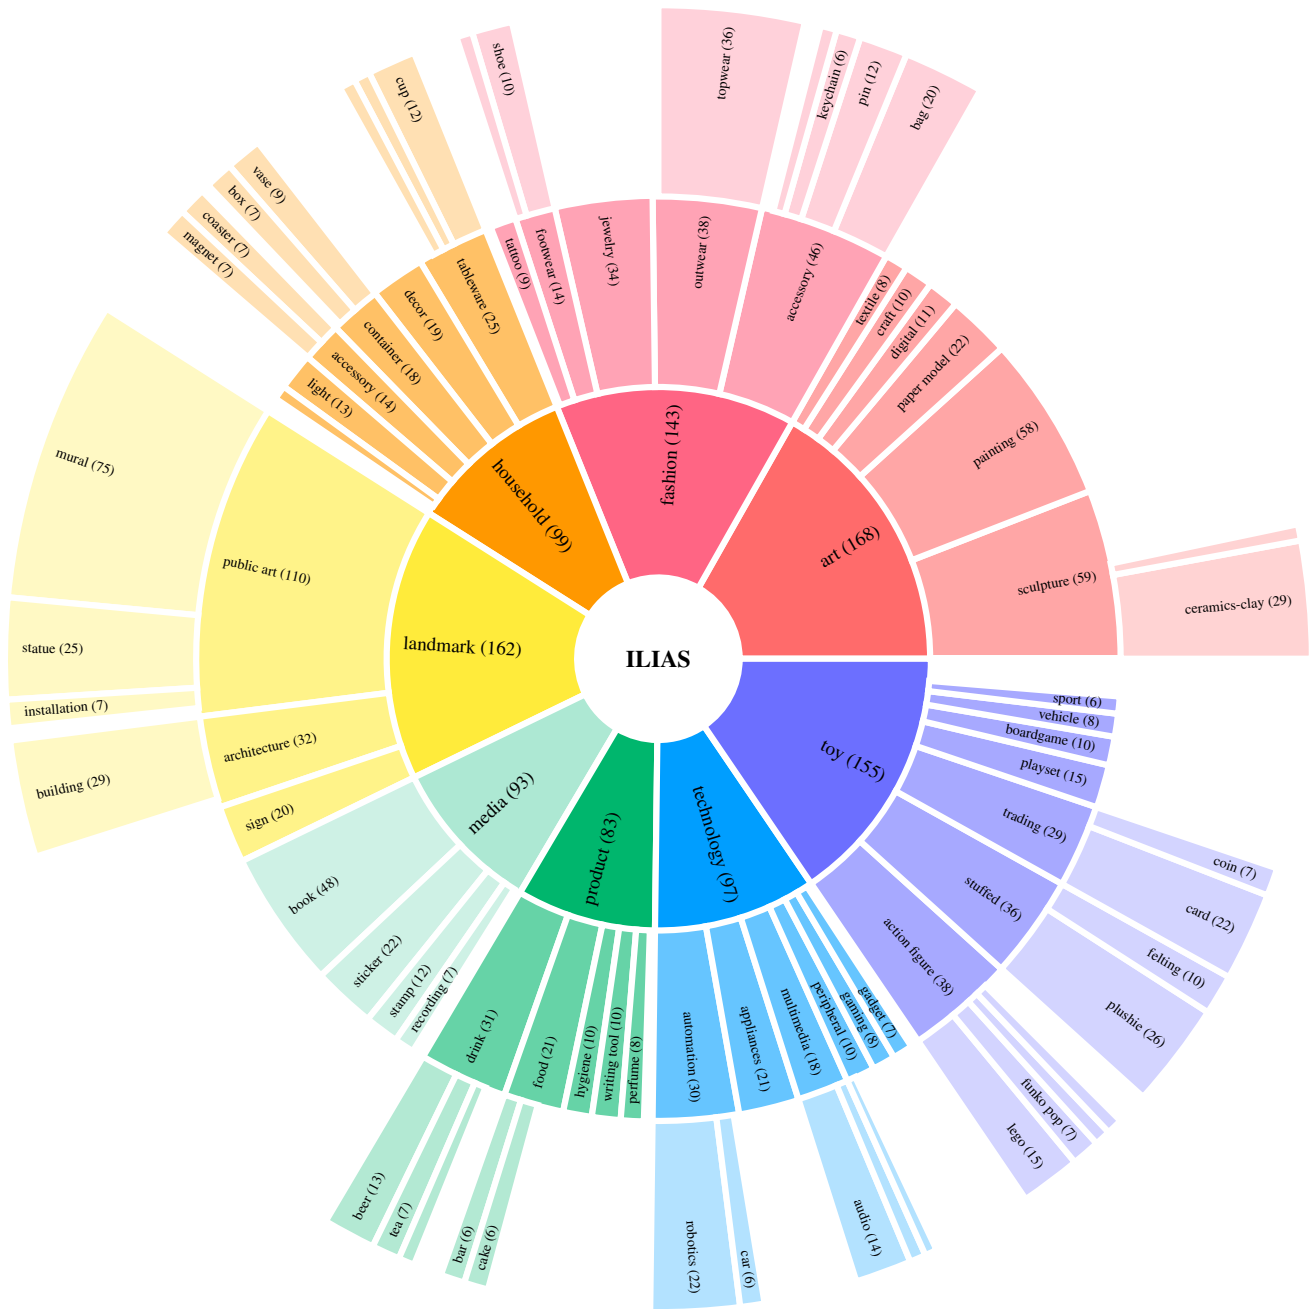 ILIAS
art (168)
sculpture (59)
ceramics-clay (29)
painting (58)
paper model (22)
digital (11)
craft (10)
textile (8)
fashion (143)
accessory (46)
bag (20)
pin (12)
keychain (6)
outwear (38)
topwear (36)
jewelry (34)
footwear (14)
shoe (10)
tattoo (9)
household (99)
tableware (25)
cup (12)
decor (19)
vase (9)
container (18)
box (7)
accessory (14)
coaster (7)
magnet (7)
light (13)
landmark (162)
public art (110)
mural (75)
statue (25)
installation (7)
architecture (32)
building (29)
sign (20)
media (93)
book (48)
sticker (22)
stamp (12)
recording (7)
product (83)
drink (31)
beer (13)
tea (7)
food (21)
bar (6)
cake (6)
hygiene (10)
writing tool (10)
perfume (8)
technology (97)
automation (30)
robotics (22)
car (6)
appliances (21)
multimedia (18)
audio (14)
peripheral (10)
gaming (8)
gadget (7)
toy (155)
action figure (38)
lego (15)
funko pop (7)
stuffed (36)
plushie (26)
felting (10)
trading (29)
card (22)
coin (7)
playset (15)
boardgame (10)
vehicle (8)
sport (6)